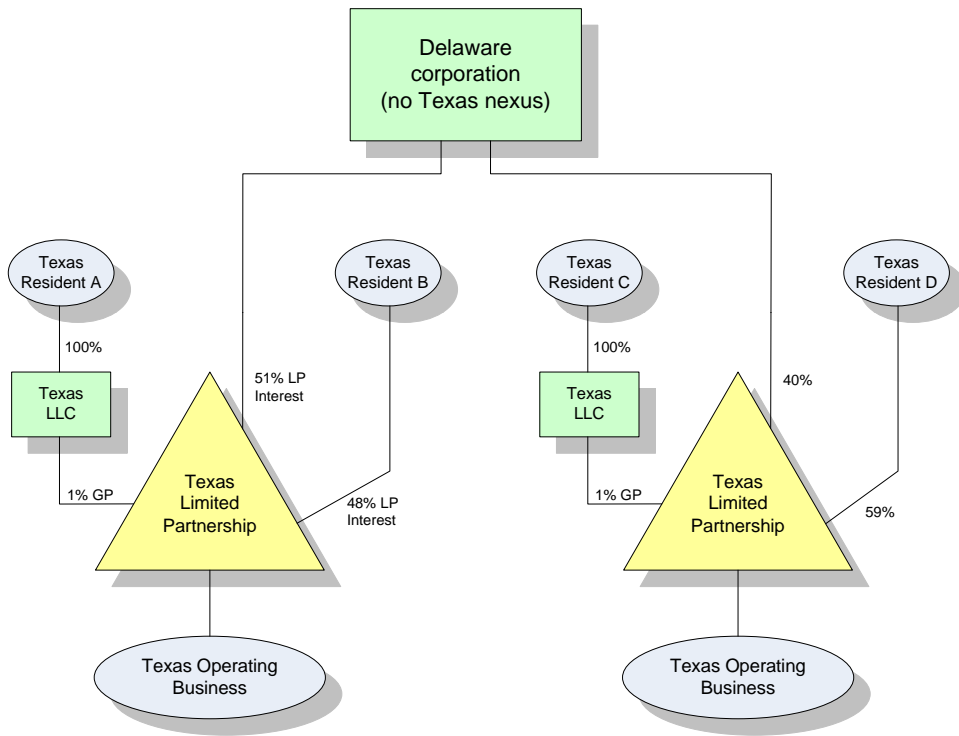 Delaware
corporation
(no Texas nexus)
Texas
Resident A
Texas
Resident B
Texas
Resident C
Texas
Resident D
100%
100%
51% LP
Interest
40%
Texas
LLC
Texas
LLC
1% GP
Texas
Limited
Partnership
48% LP
Interest
1% GP
Texas
Limited
Partnership
59%
Texas Operating
Business
Texas Operating
Business